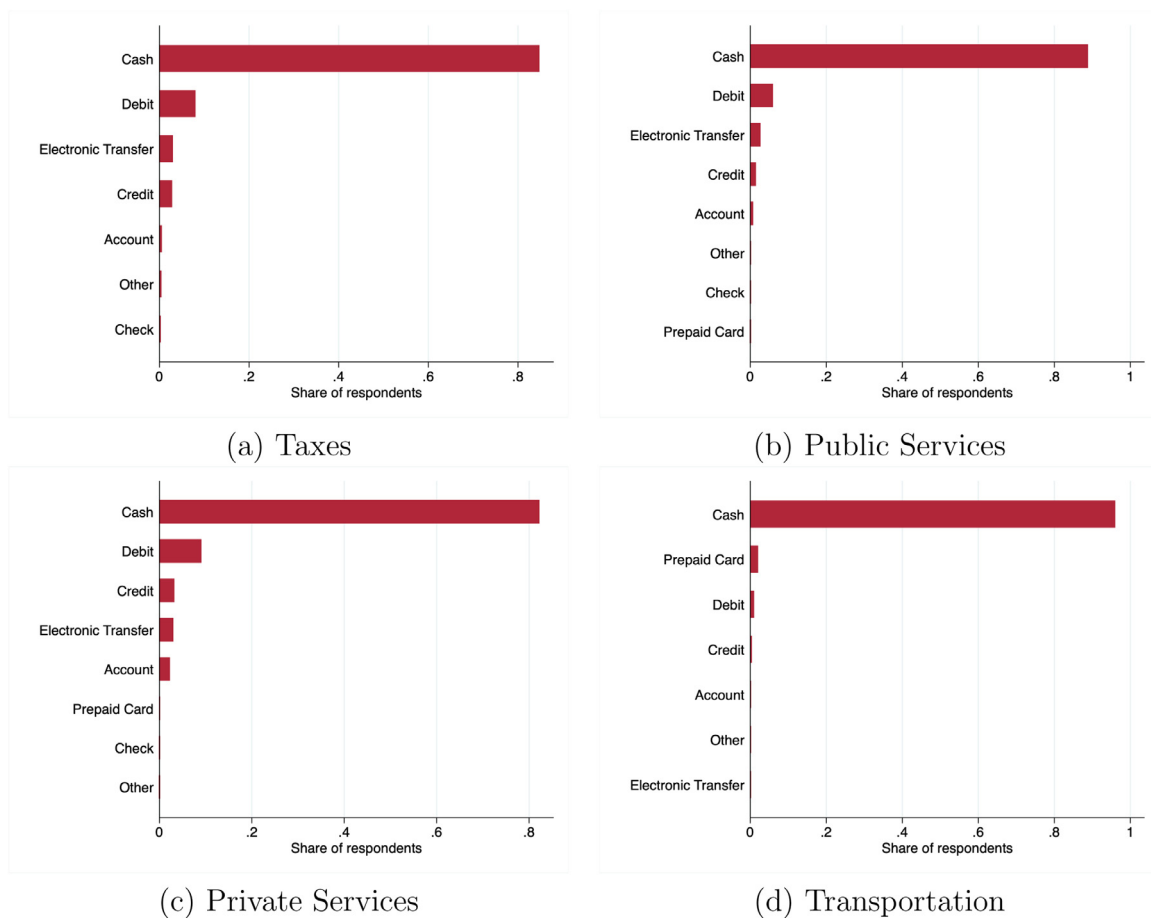 Cash
Debit
Electronic Transfer
Credit
Account
Other
Check
0 .2 .4 .6 .8
Share of respondents
(a) Taxes
Cash
Debit
Electronic Transfer
Credit
Account
Other
Check
Prepaid Card
0 .2 .4 .6 .8 1
Share of respondents
(b) Public Services
Cash
Debit
Credit
Electronic Transfer
Account
Prepaid Card
Check
Other
0 .2 .4 .6 .8
Share of respondents
(c) Private Services
Cash
Prepaid Card
Debit
Credit
Account
Other
Electronic Transfer
0 .2 .4 .6 .8 1
Share of respondents
(d) Transportation